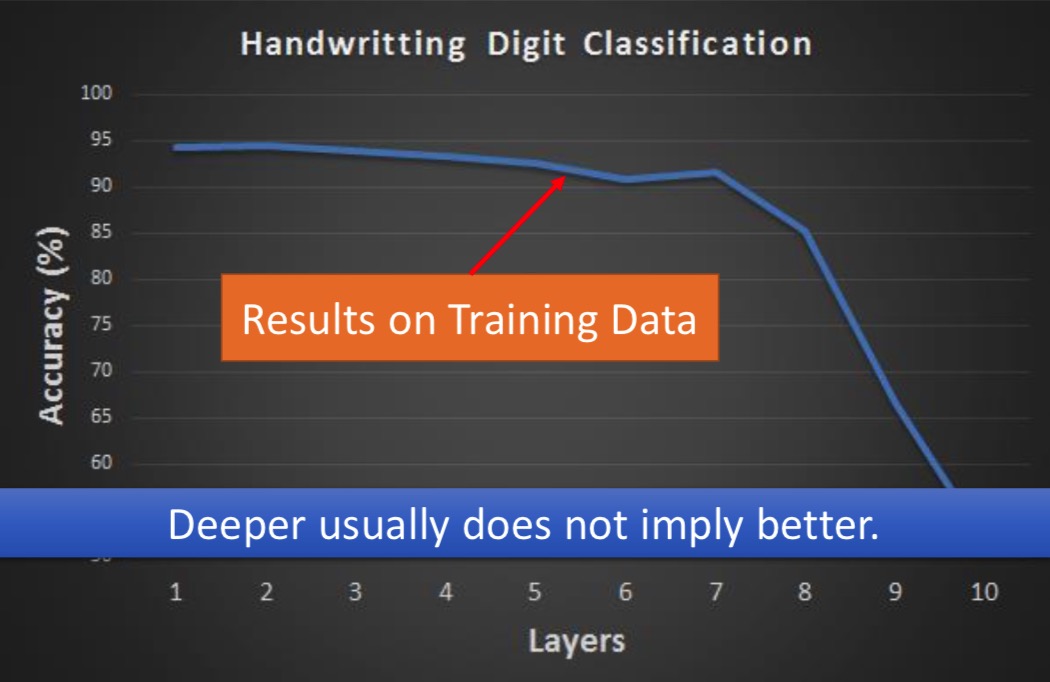 Handwritting Digit Classification
100
95
90
85
80
75
70
65
60
Accuracy (%)
Results on Training Data
Deeper usually does not imply better.
1 2 3 4 5 6 7 8 9 10
Layers